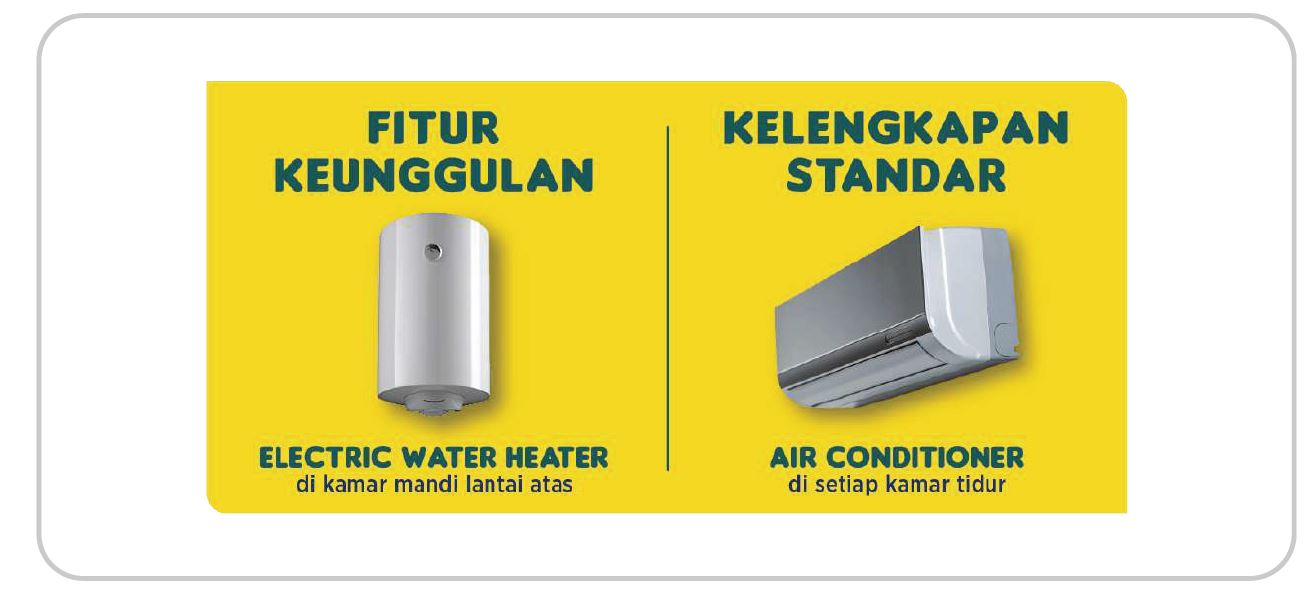 FITUR
KEUNGGULAN
ELECTRIC WATER HEATER
di kamar mandi lantai atas
KELENGKAPAN
STANDAR
AIR CONDITIONER
di setiap kamar tidur